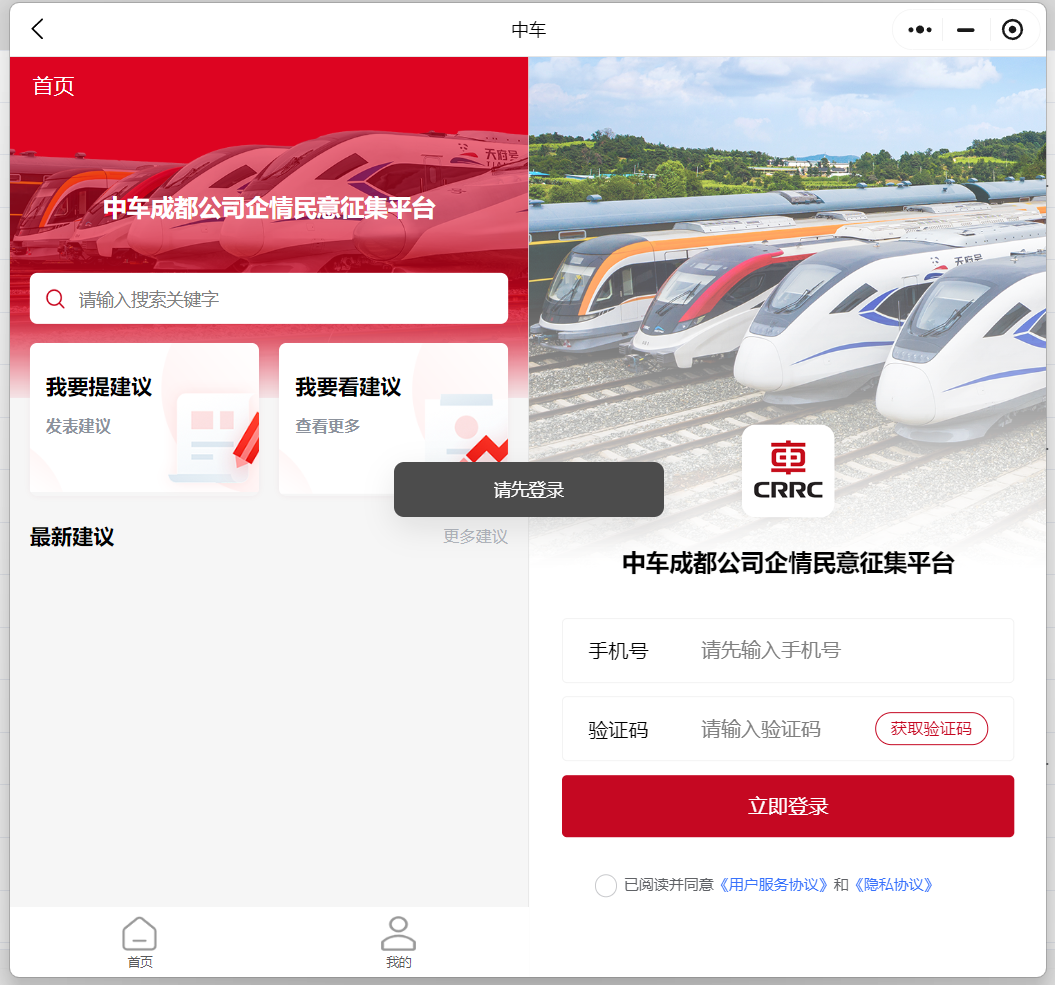 中车
首页
天府号
中车成都公司企情民意征集平台
请输入搜索关键字
我要提建议
发表建议
我要看建议
查看更多
请先登录
最新建议
更多建议
首页
我的
天府号
CRRC
中车成都公司企情民意征集平台
手机号 请先输入手机号
验证码 请输入验证码 获取验证码
立即登录
已阅读并同意《用户服务协议》和《隐私协议》